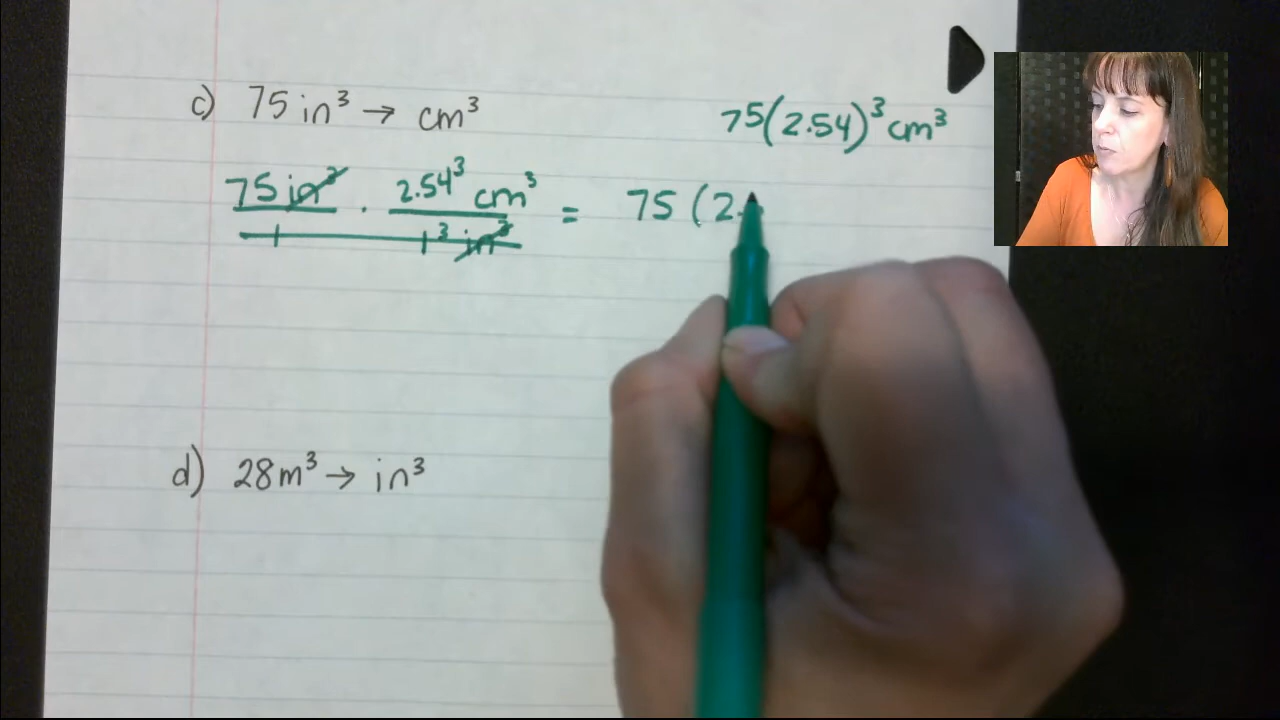 c) 75 in³ → cm³
75(2.54)³ cm³
75 in³ · 2.54³ cm³ = 75 (2.
1 1³ in³
d) 28m³ → in³